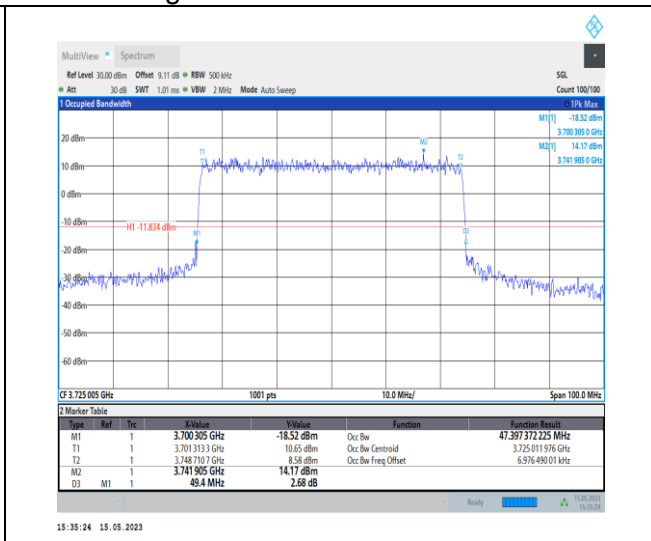 MultiView Spectrum
Ref Level 30.00 dBm Offset 9.11 dB RBW 500 kHz SGL
Att 30 dB SWT 1.01 ms VBW 2 MHz Mode Auto Sweep Count 100/100
1 Occupied Bandwidth 1Pk Max
M1[1] -18.52 dBm
3.700 305 0 GHz
M2[1] 14.17 dBm
3.741 905 0 GHz
20 dBm
M2
T1
T2
10 dBm
0 dBm
-10 dBm
H1 -11.834 dBm
M1
D3
-20 dBm
-30 dBm
-40 dBm
-50 dBm
-60 dBm
CF 3.725 005 GHz 1001 pts 10.0 MHz/ Span 100.0 MHz
2 Marker Table
Type Ref Trc X-Value Y-Value Function Function Result
M1 1 3.700305 GHz -18.52 dBm Occ Bw 47.397 372 225 MHz
T1 1 3.701 313 3 GHz 10.65 dBm Occ Bw Centroid 3.725 011 976 GHz
T2 1 3.748 710 7 GHz 8.58 dBm Occ Bw Freq Offset 6.976 490 01 kHz
M2 1 3.741 905 GHz 14.17 dBm
D3 M1 1 49.4 MHz 2.68 dB
Ready 15.05.2023
15:35:24
15:35:24 15.05.2023